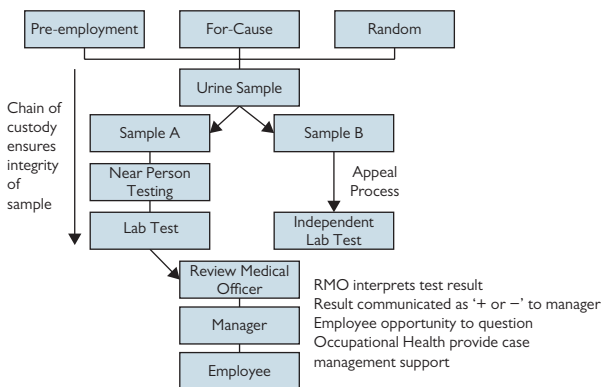 Pre-employment
For-Cause
Random
Urine Sample
Chain of
custody
ensures
integrity
of
sample
Sample A
Sample B
Near Person
Testing
Appeal
Process
Lab Test
Independent
Lab Test
Review Medical
Officer
Manager
Employee
RMO interprets test result
Result communicated as ‘+ or −’ to manager
Employee opportunity to question
Occupational Health provide case
management support